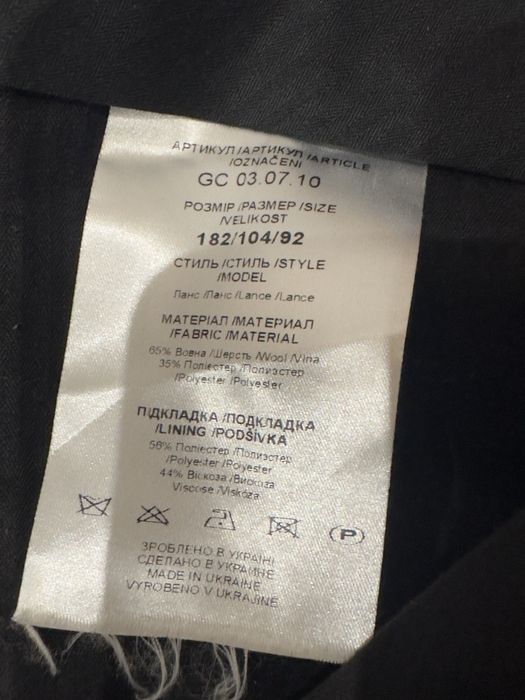 АРТИКУЛ /АРТИКУЛ /ARTICLE
/OZNAČENI
GC 03.07.10
РОЗМІР /РАЗМЕР /SIZE
/VELIKOST
182/104/92
СТИЛЬ /СТИЛЬ /STYLE
/MODEL
Ланс /Ланс /Lance /Lance
МАТЕРІАЛ /МАТЕРИАЛ
/FABRIC /MATERIAL
65% Вовна /Шерсть /Wool /Vlna
35% Поліестер /Полиэстер
/Polyester /Polyester
ПІДКЛАДКА /ПОДКЛАДКА
/LINING /PODŠÍVKA
56% Поліестер /Полиэстер
/Polyester /Polyester
44% Віскоза /Вискоза
Viscose /Viskóza
P
ЗРОБЛЕНО В УКРАЇНІ
СДЕЛАНО В УКРАИНЕ
MADE IN UKRAINE
VYROBENO V UKRAJINE